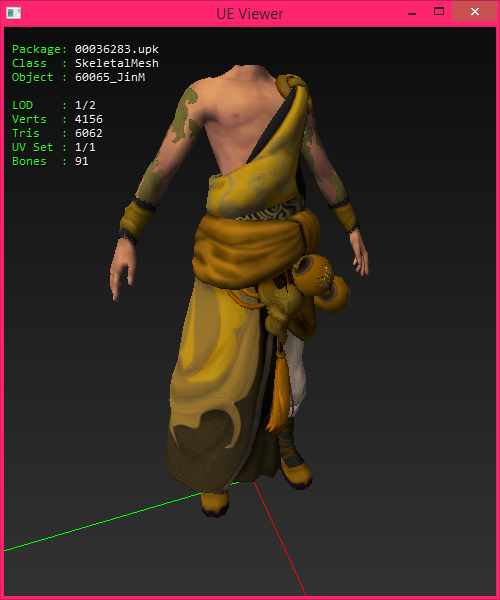 UE Viewer
Package: 00036283.upk
Class  : SkeletalMesh
Object : 60065_JinM
LOD    : 1/2
Verts  : 4156
Tris   : 6062
UV Set : 1/1
Bones  : 91